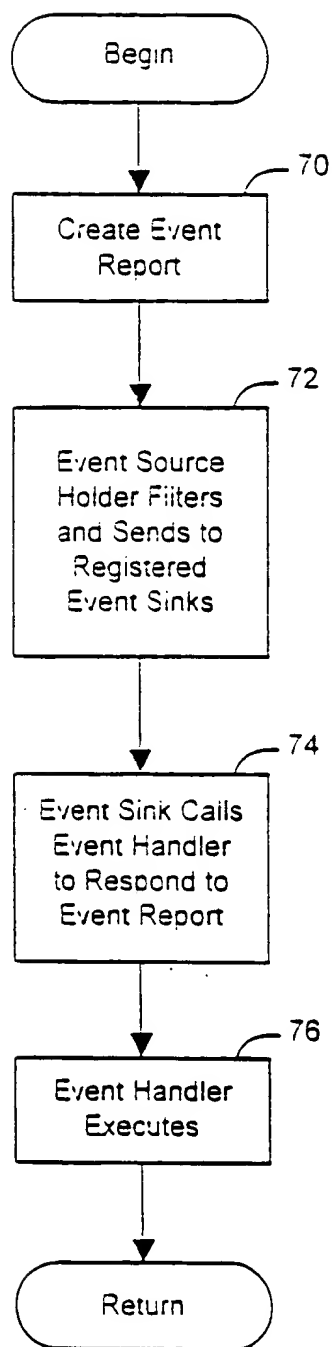 Begin
70
Create Event
Report
72
Event Source
Holder Filters
and Sends to
Registered
Event Sinks
74
Event Sink Calls
Event Handler
to Respond to
Event Report
76
Event Handler
Executes
Return